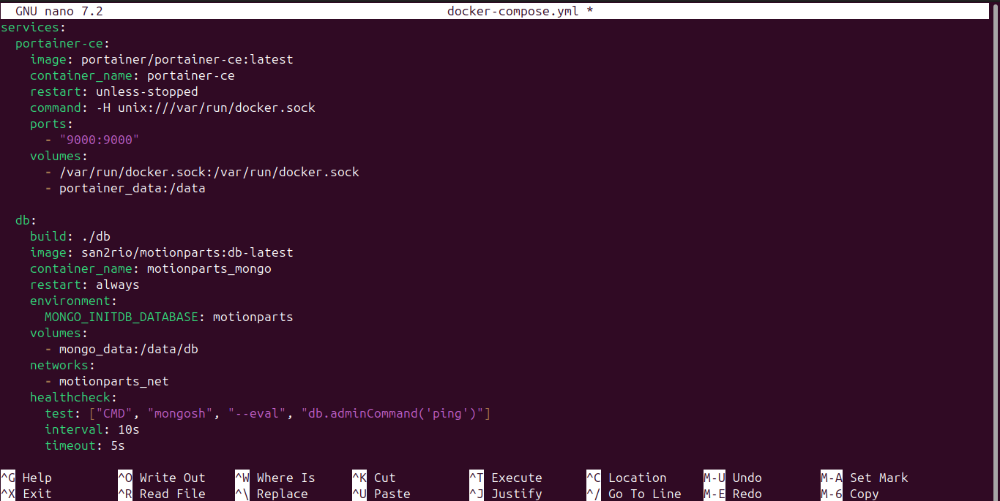 GNU nano 7.2 docker-compose.yml *
services:
  portainer-ce:
    image: portainer/portainer-ce:latest
    container_name: portainer-ce
    restart: unless-stopped
    command: -H unix:///var/run/docker.sock
    ports:
      - "9000:9000"
    volumes:
      - /var/run/docker.sock:/var/run/docker.sock
      - portainer_data:/data
  db:
    build: ./db
    image: san2rio/motionparts:db-latest
    container_name: motionparts_mongo
    restart: always
    environment:
      MONGO_INITDB_DATABASE: motionparts
    volumes:
      - mongo_data:/data/db
    networks:
      - motionparts_net
    healthcheck:
      test: ["CMD", "mongosh", "--eval", "db.adminCommand('ping')"]
      interval: 10s
      timeout: 5s
^G Help ^O Write Out ^W Where Is ^K Cut ^T Execute ^C Location M-U Undo M-A Set Mark
^X Exit ^R Read File ^\ Replace ^U Paste ^J Justify ^/ Go To Line M-E Redo M-6 Copy